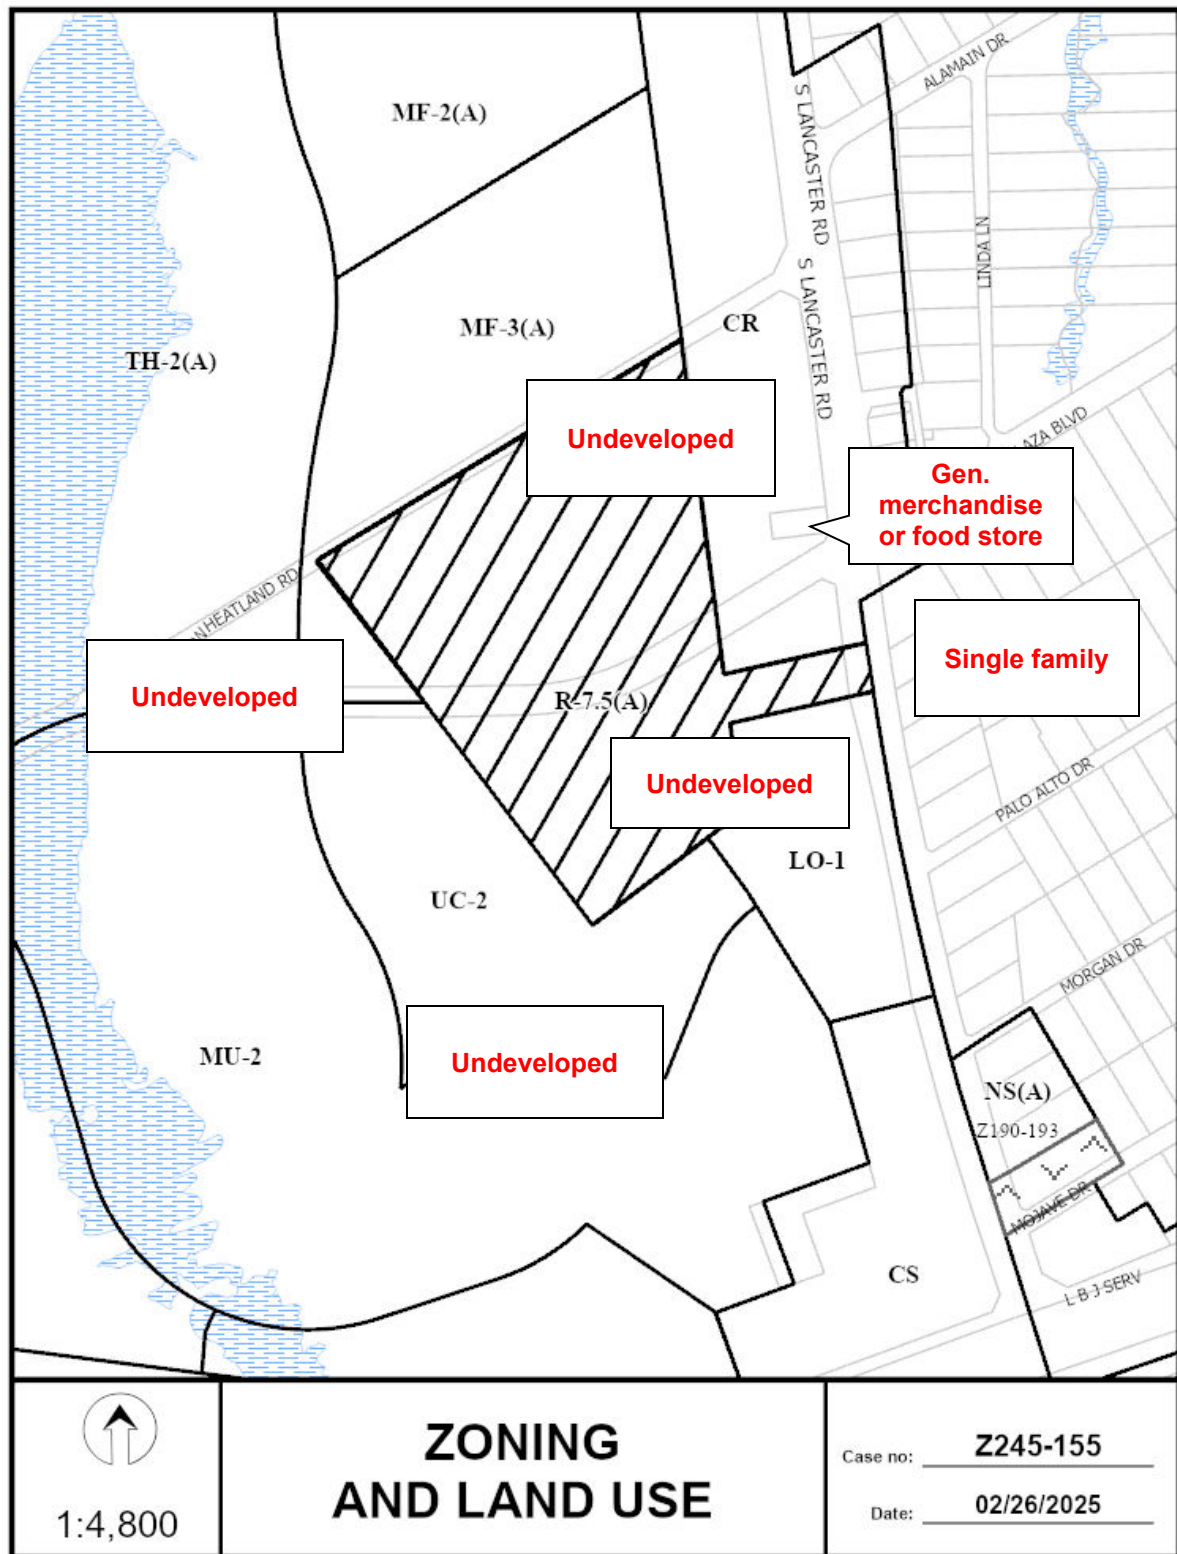 MF-2(A)
ALAMAIN DR
S LANCASTER RD
LINDA LN
S LANCASTER RD
MF-3(A)
CR
TH-2(A)
Undeveloped
AZA BLVD
Gen.
merchandise
or food store
HEATLAND RD
Single family
Undeveloped
R-7.5(A)
Undeveloped
PALO ALTO DR
LO-1
UC-2
MORGAN DR
MU-2
Undeveloped
NS(A)
Z190-193
MOJAVE DR
CS
L B J SERV
1:4,800
ZONING
AND LAND USE
Case no: Z245-155
Date: 02/26/2025